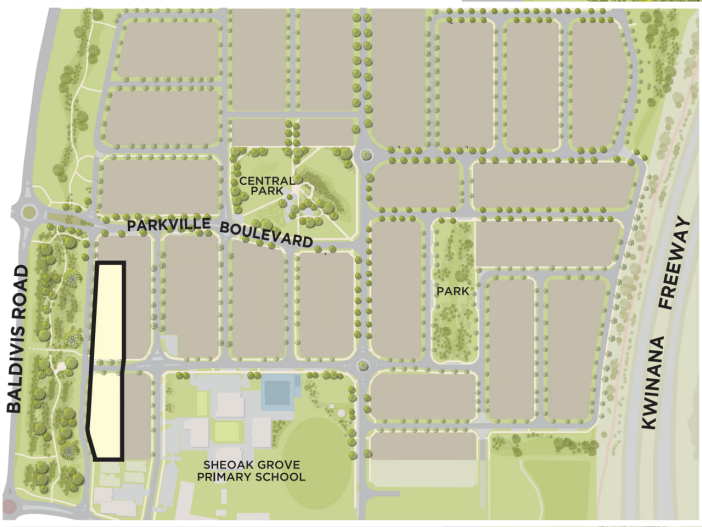 CENTRAL
PARK
PARKVILLE BOULEVARD
BALDIVIS ROAD
PARK
KWINANA FREEWAY
SHEOAK GROVE
PRIMARY SCHOOL